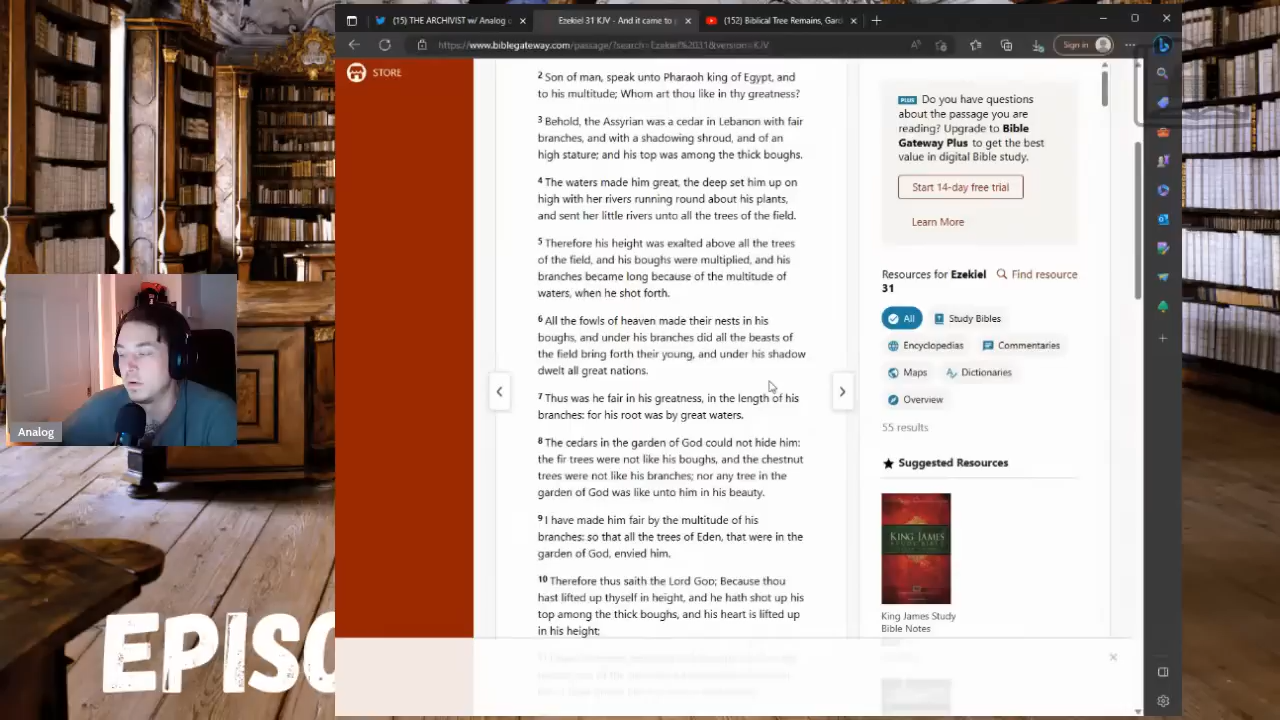 (15) THE ARCHIVIST w/ Analog
Ezekiel 31 KJV - And it came to
(152) Biblical Tree Remains, Gar
https://www.biblegateway.com/passage/?search=Ezekiel%2031&version=KJV
Sign in
STORE
2 Son of man, speak unto Pharaoh king of Egypt, and
to his multitude; Whom art thou like in thy greatness?
3 Behold, the Assyrian was a cedar in Lebanon with fair
branches, and with a shadowing shroud, and of an
high stature; and his top was among the thick boughs.
4 The waters made him great, the deep set him up on
high with her rivers running round about his plants,
and sent her little rivers unto all the trees of the field.
5 Therefore his height was exalted above all the trees
of the field, and his boughs were multiplied, and his
branches became long because of the multitude of
waters, when he shot forth.
6 All the fowls of heaven made their nests in his
boughs, and under his branches did all the beasts of
the field bring forth their young, and under his shadow
dwelt all great nations.
7 Thus was he fair in his greatness, in the length of his
branches: for his root was by great waters.
8 The cedars in the garden of God could not hide him:
the fir trees were not like his boughs, and the chestnut
trees were not like his branches; nor any tree in the
garden of God was like unto him in his beauty.
9 I have made him fair by the multitude of his
branches: so that all the trees of Eden, that were in the
garden of God, envied him.
10 Therefore thus saith the Lord GOD; Because thou
hast lifted up thyself in height, and he hath shot up his
top among the thick boughs, and his heart is lifted up
in his height;
PLUS Do you have questions
about the passage you are
reading? Upgrade to Bible
Gateway Plus to get the best
value in digital Bible study.
Start 14-day free trial
Learn More
Resources for Ezekiel
31
Find resource
All
Study Bibles
Encyclopedias
Commentaries
Maps
Dictionaries
Overview
55 results
Suggested Resources
KING JAMES
STUDY BIBLE
King James Study
Bible Notes
Analog
EPISO